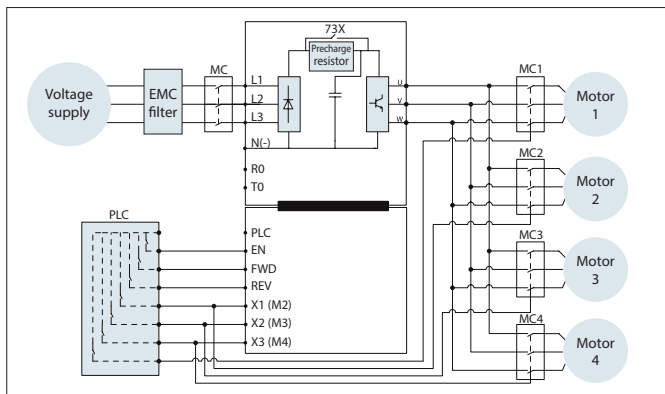 73X
Precharge
resistor
MC
L1
L2
L3
N(-)
R0
T0
U
V
W
Voltage
supply
EMC
filter
MC1
Motor
1
MC2
Motor
2
MC3
Motor
3
MC4
Motor
4
PLC
PLC
EN
FWD
REV
X1 (M2)
X2 (M3)
X3 (M4)